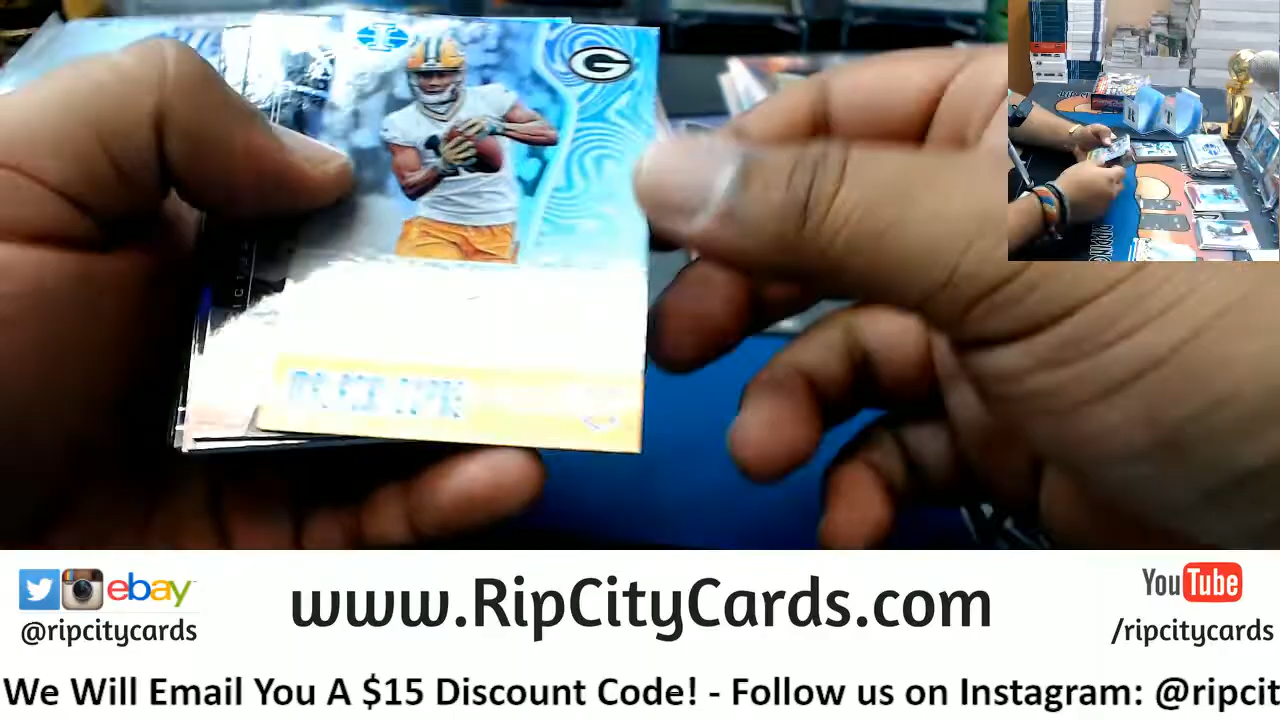 I
G
ebay
@ripcitycards
www.RipCityCards.com
YouTube
/ripcitycards
We Will Email You A $15 Discount Code! - Follow us on Instagram: @ripcit